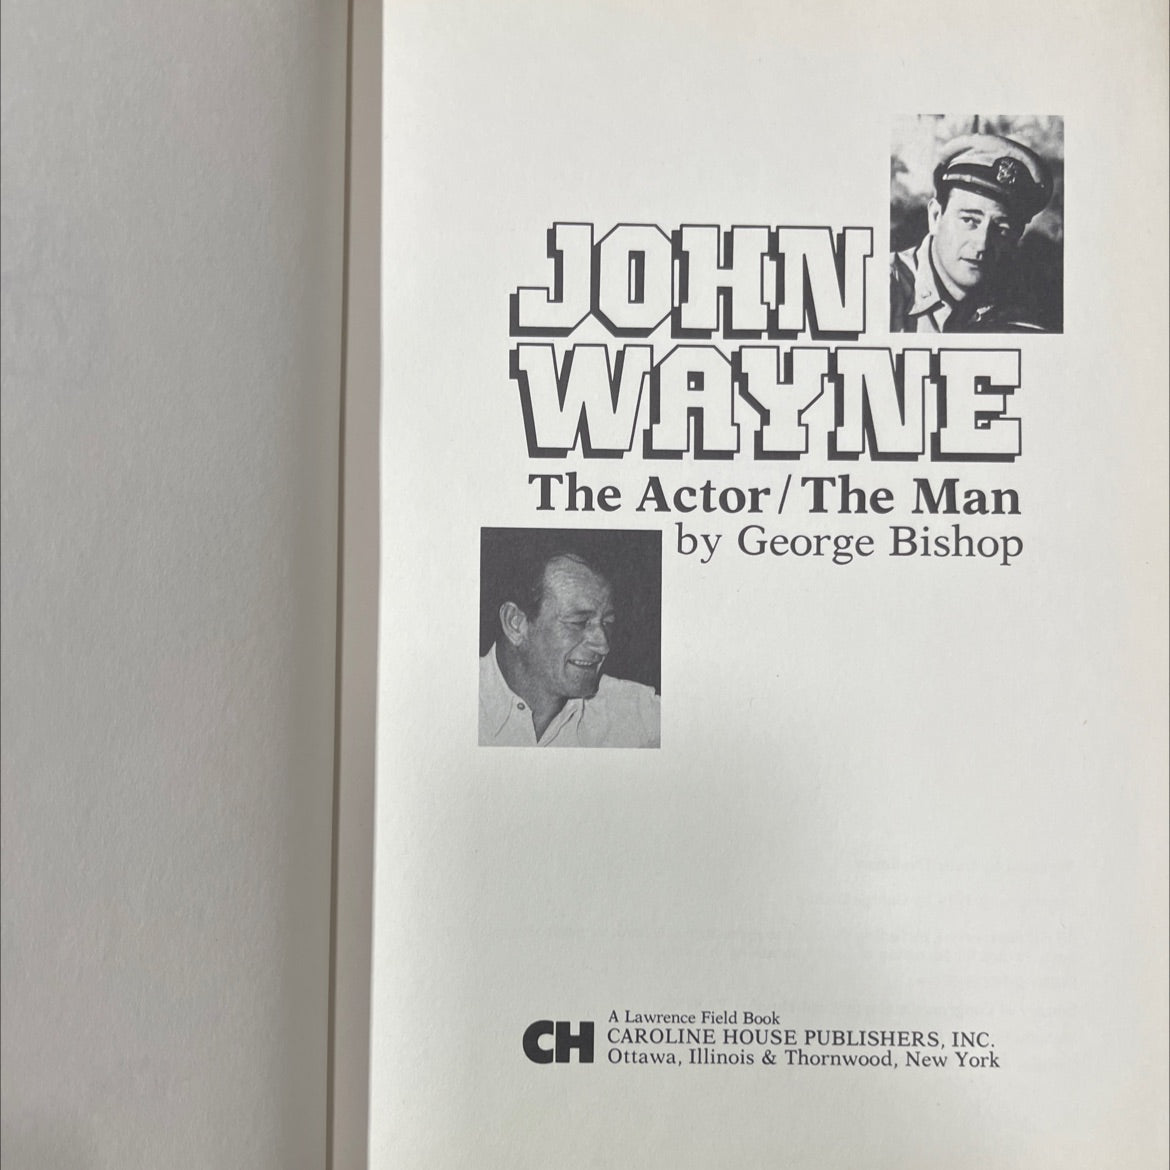 JOHN
WAYNE
The Actor/The Man
by George Bishop
CH
A Lawrence Field Book
CAROLINE HOUSE PUBLISHERS, INC.
Ottawa, Illinois & Thornwood, New York